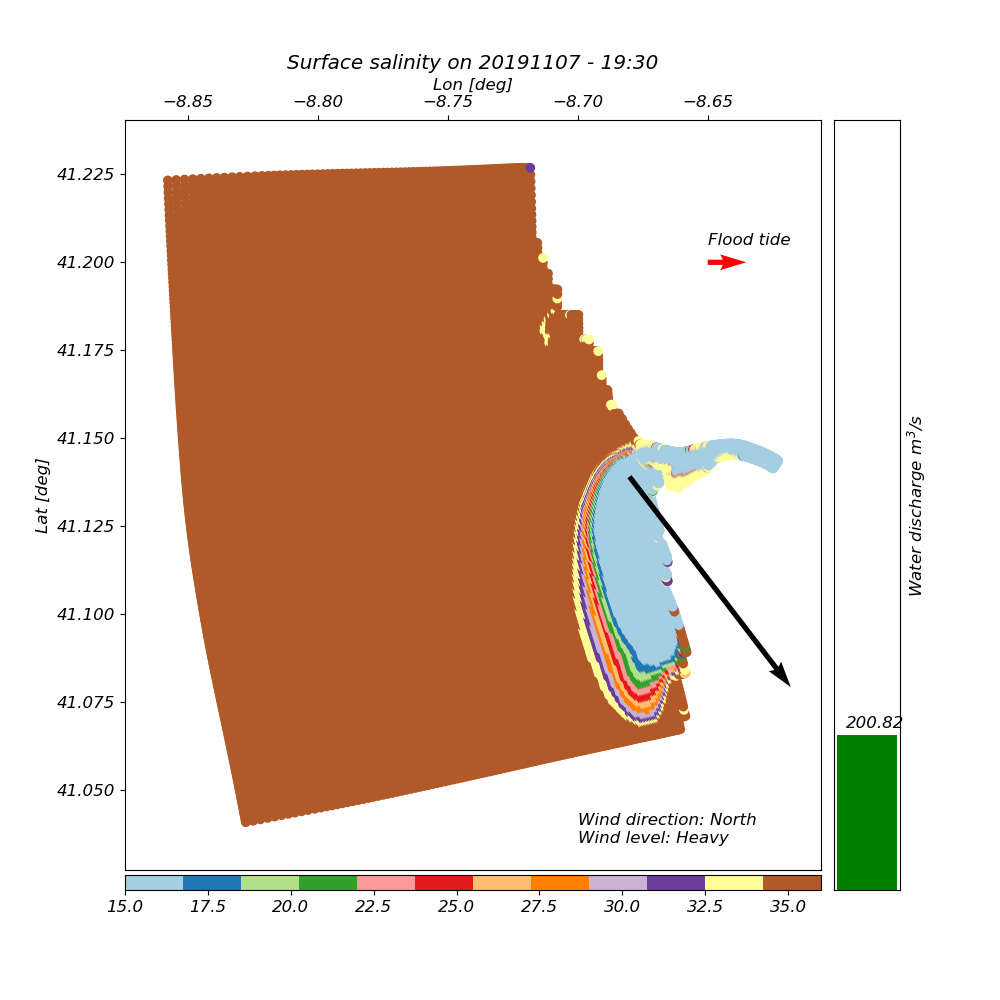 Surface salinity on 20191107 - 19:30
Lon [deg]
−8.85 −8.80 −8.75 −8.70 −8.65
41.225
41.200
41.175
41.150
41.125
41.100
41.075
41.050
Lat [deg]
Flood tide
Wind direction: North
Wind level: Heavy
200.82
Water discharge m³/s
15.0 17.5 20.0 22.5 25.0 27.5 30.0 32.5 35.0